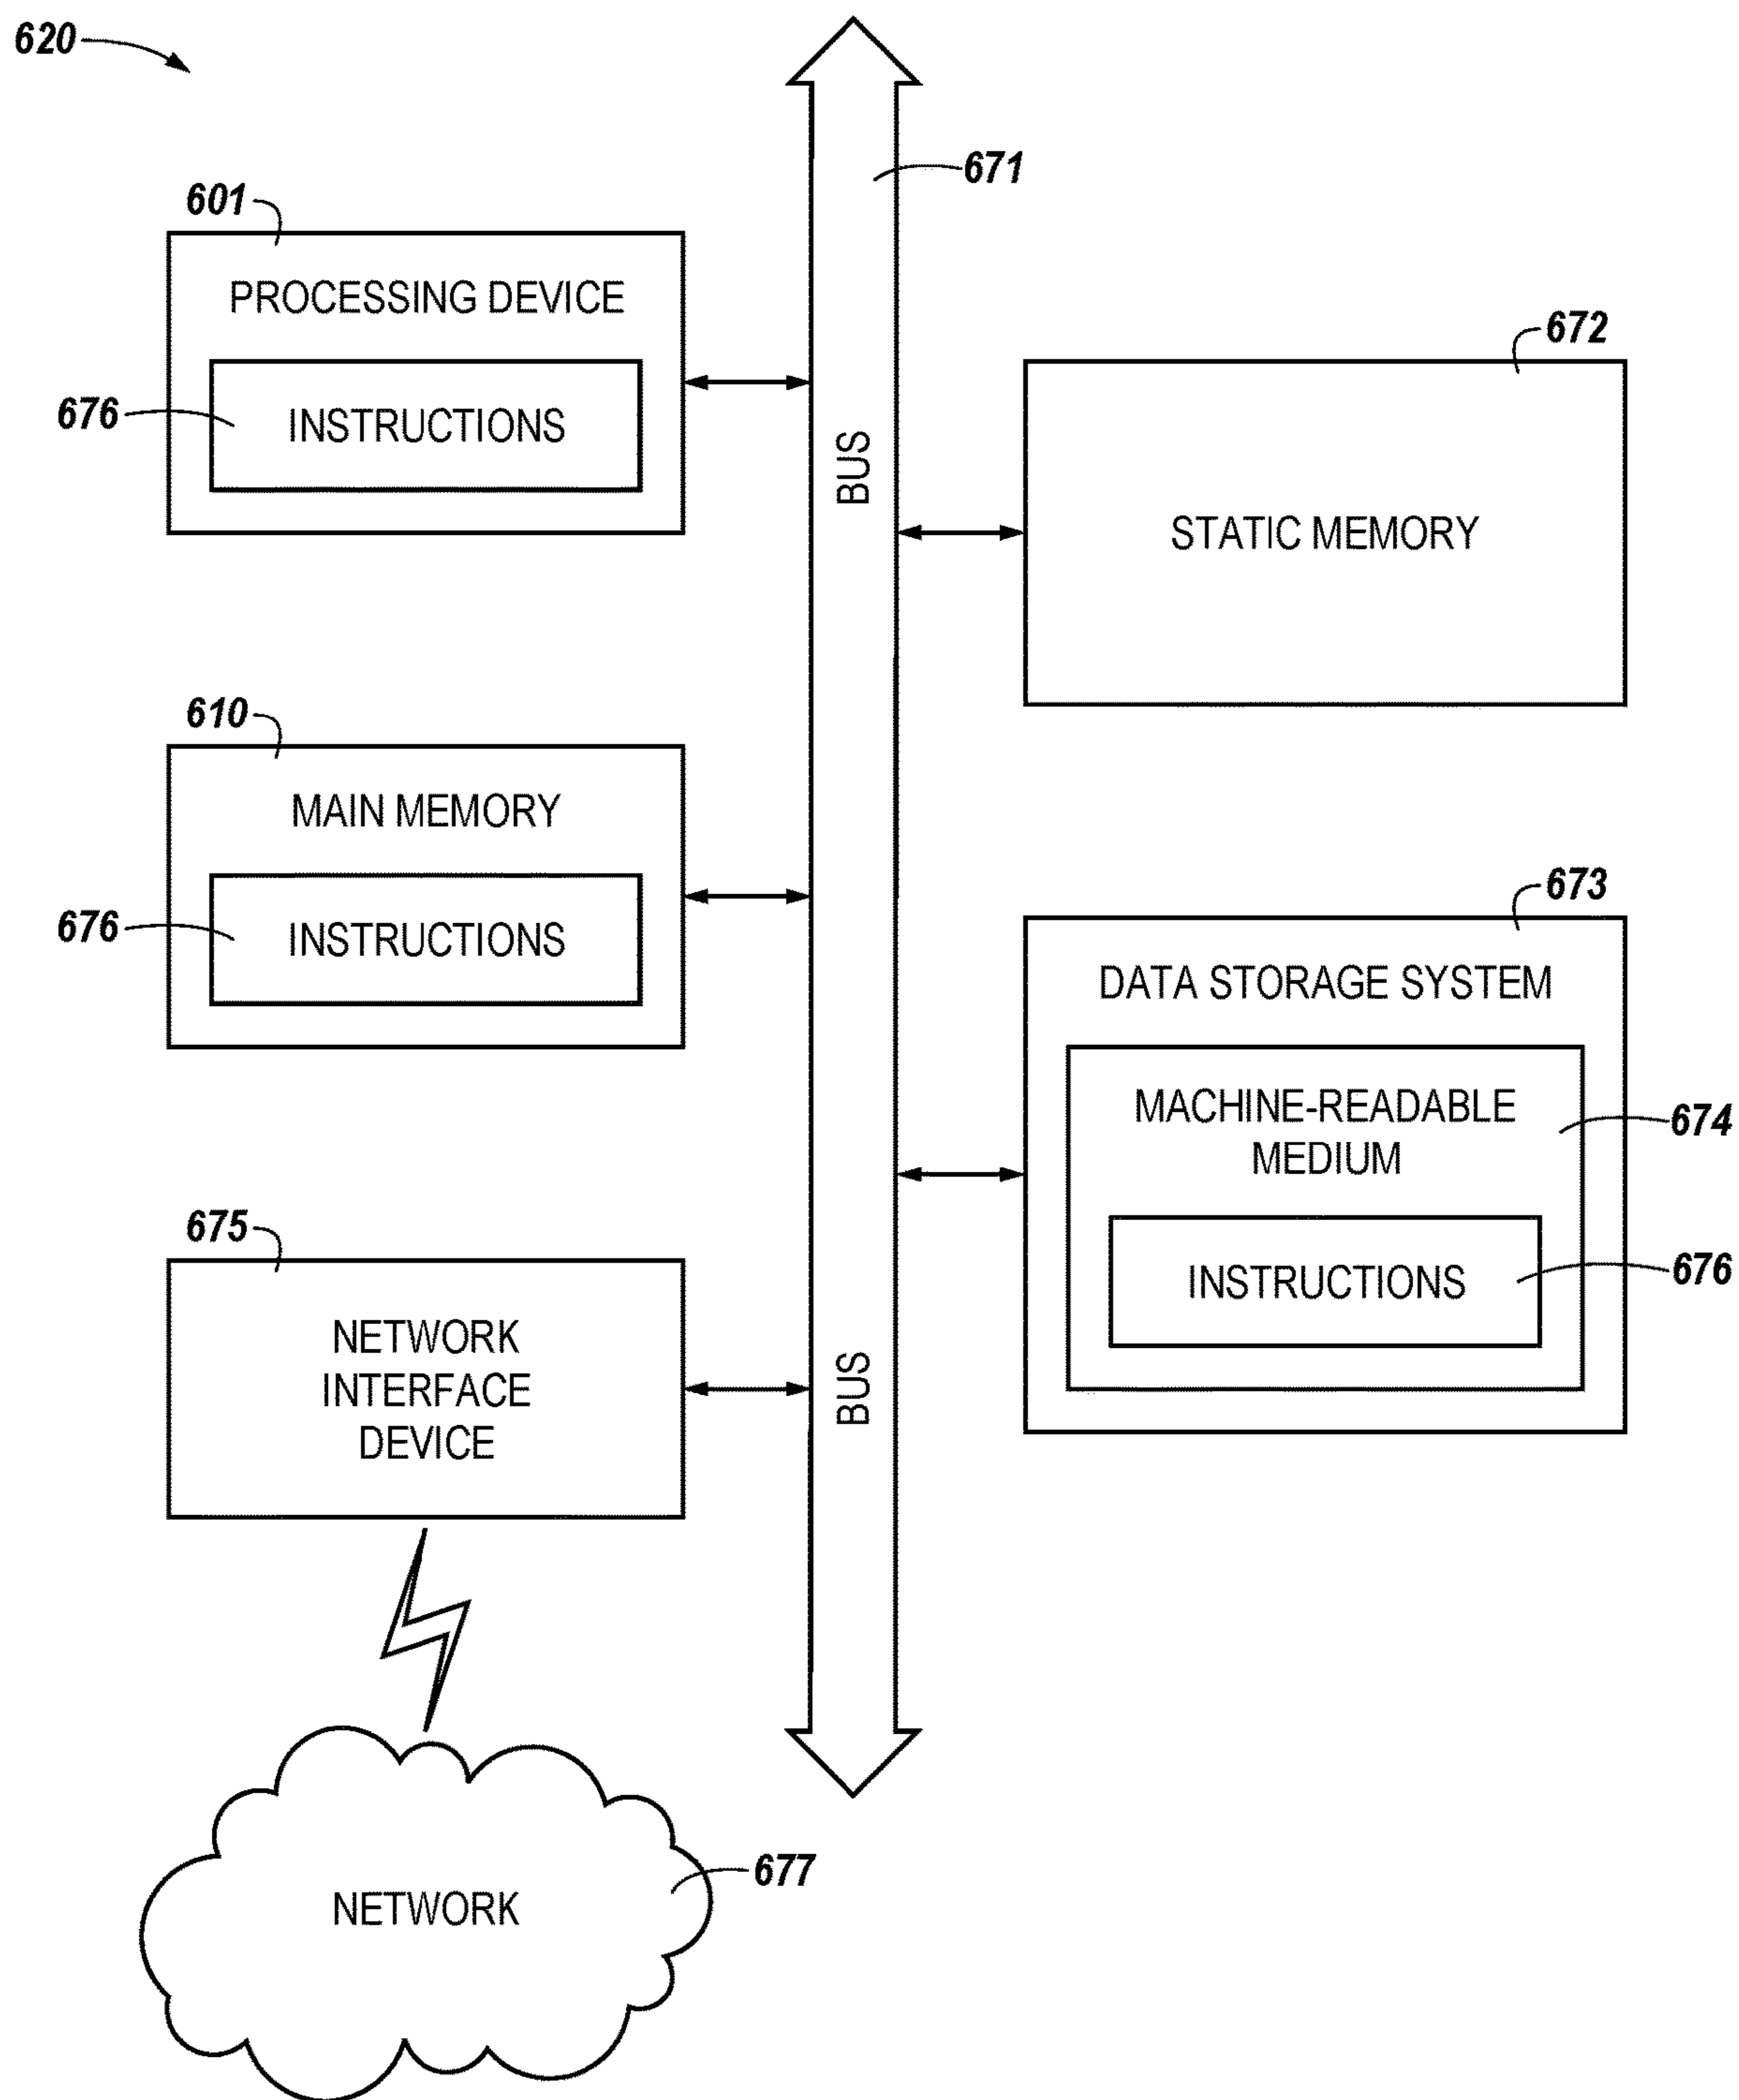 620
671
601
PROCESSING DEVICE
676
INSTRUCTIONS
BUS
672
STATIC MEMORY
610
MAIN MEMORY
676
INSTRUCTIONS
673
DATA STORAGE SYSTEM
MACHINE-READABLE
MEDIUM
674
INSTRUCTIONS
676
675
NETWORK
INTERFACE
DEVICE
BUS
677
NETWORK